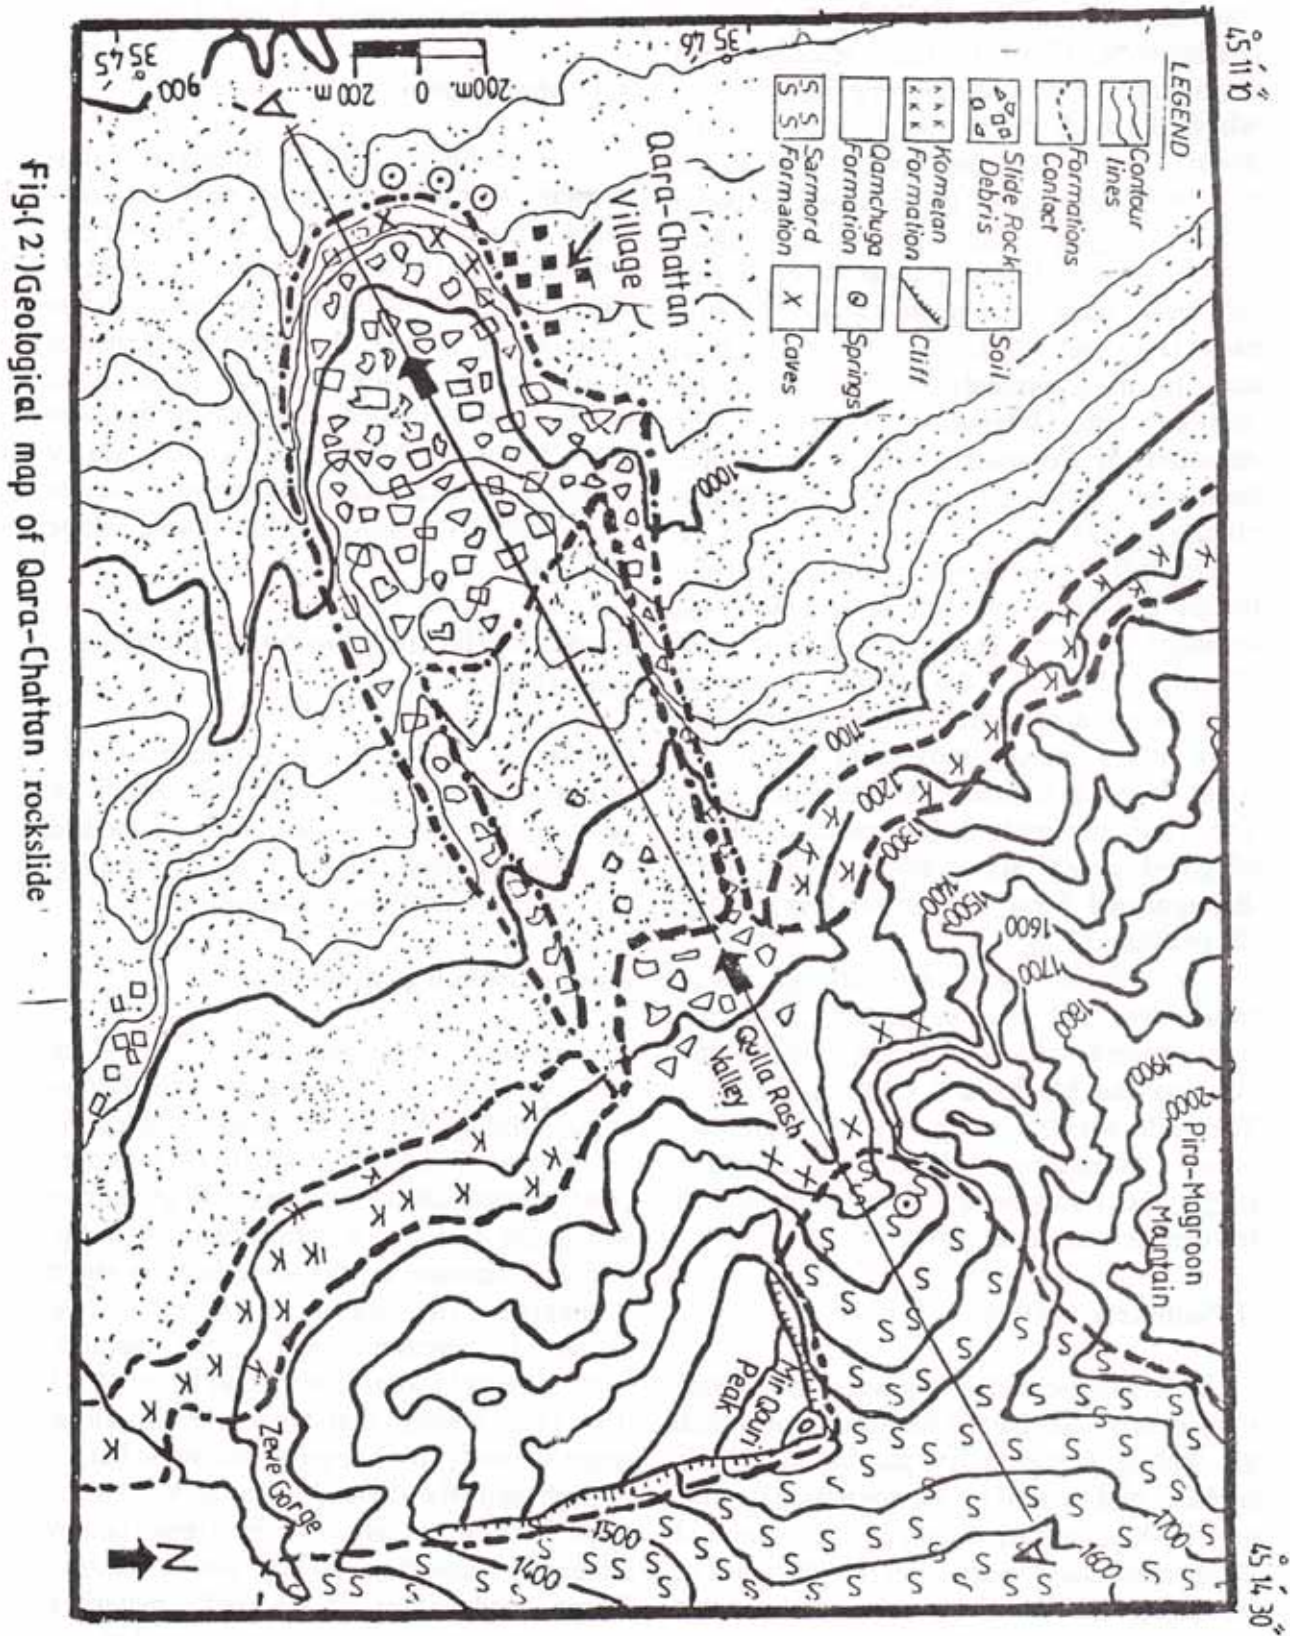 45° 11' 10"
45° 14' 30"
LEGEND
Contour
lines
Formations
Contact
Slide Rock
Debris
Soil
Kometan
Formation
Cliff
Qamchuga
Formation
Springs
Sarmord
Formation
Caves
35° 46'
35° 45'
200m. 0 200m
900
A
Qara-Chattan
Village
1000
1100
1200
1300
1400
1500
1600
1700
1800
1900
2000
Pira-Magroon
Mountain
Qulla Rash
Valley
Mir Qauri
Peak
Zewe Gorge
1500
1400
1700
1600
A
N
Fig.(2.)Geological map of Qara-Chattan rockslide